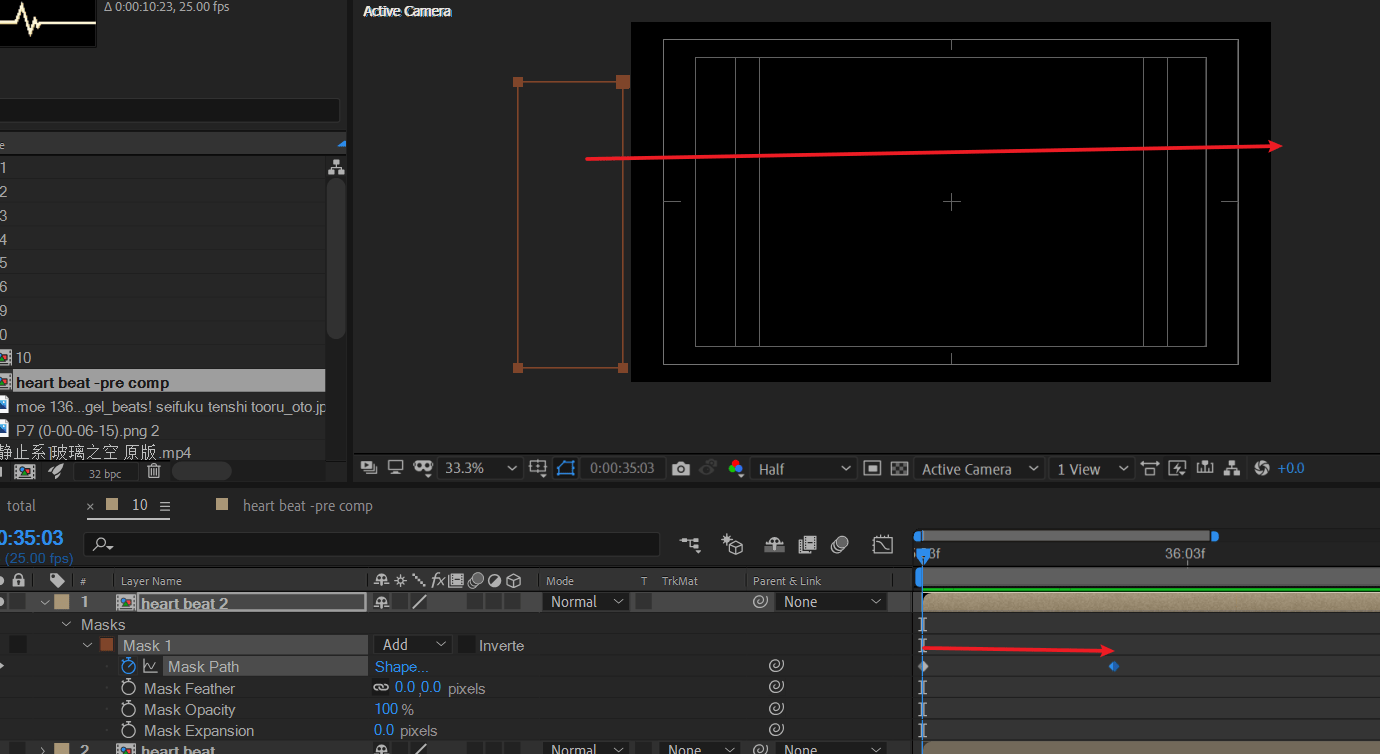 Δ 0:00:10:23, 25.00 fps
Active Camera
e
1
2
3
4
5
6
9
0
10
heart beat -pre comp
moe 136...gel_beats! seifuku tenshi tooru_oto.jp
P7 (0-00-06-15).png 2
静止系]玻璃之空 原版.mp4
32 bpc
33.3%
0:00:35:03
Half
Active Camera
1 View
+0.0
total
× 10
heart beat -pre comp
0:35:03
(25.00 fps)
3f
36:03f
# Layer Name
fx
Mode T TrkMat Parent & Link
1 heart beat 2 Normal None
Masks
Mask 1 Add Inverte
Mask Path Shape...
Mask Feather 0.0,0.0 pixels
Mask Opacity 100 %
Mask Expansion 0.0 pixels
2 heart beat Normal None None